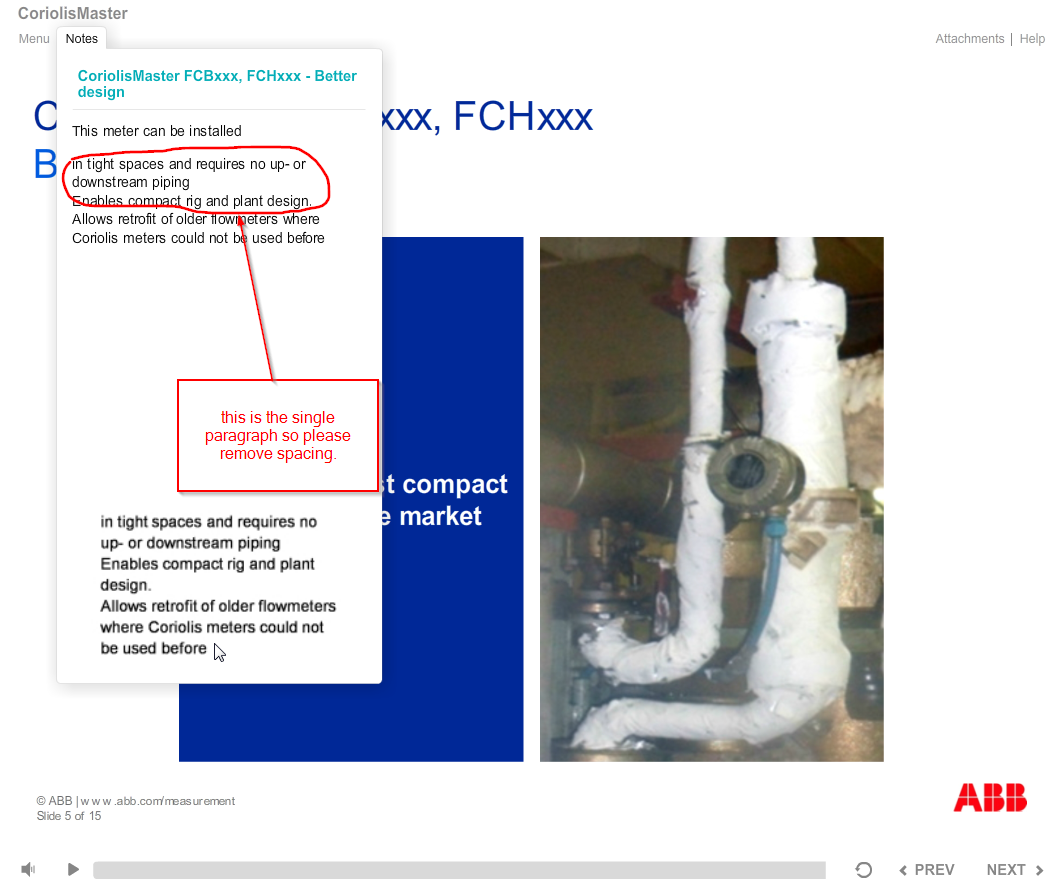 CoriolisMaster
Menu Notes Attachments | Help
CoriolisMaster FCBxxx, FCHxxx - Better
design
xxx, FCHxxx
This meter can be installed
in tight spaces and requires no up- or
downstream piping
Enables compact rig and plant design.
Allows retrofit of older flowmeters where
Coriolis meters could not be used before
this is the single
paragraph so please
remove spacing.
st compact
e market
in tight spaces and requires no
up- or downstream piping
Enables compact rig and plant
design.
Allows retrofit of older flowmeters
where Coriolis meters could not
be used before
© ABB | www.abb.com/measurement
Slide 5 of 15
ABB
PREV NEXT